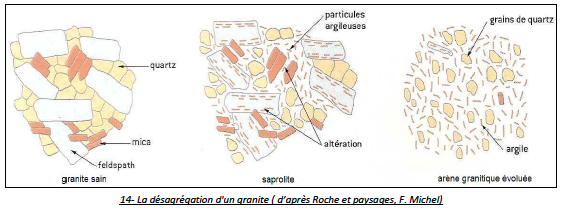 particules
argileuses
grains de quartz
quartz
mica
feldspath
altération
argile
granite sain
saprolite
arène granitique évoluée
14- La désagrégation d'un granite ( d'après Roche et paysages, F. Michel)